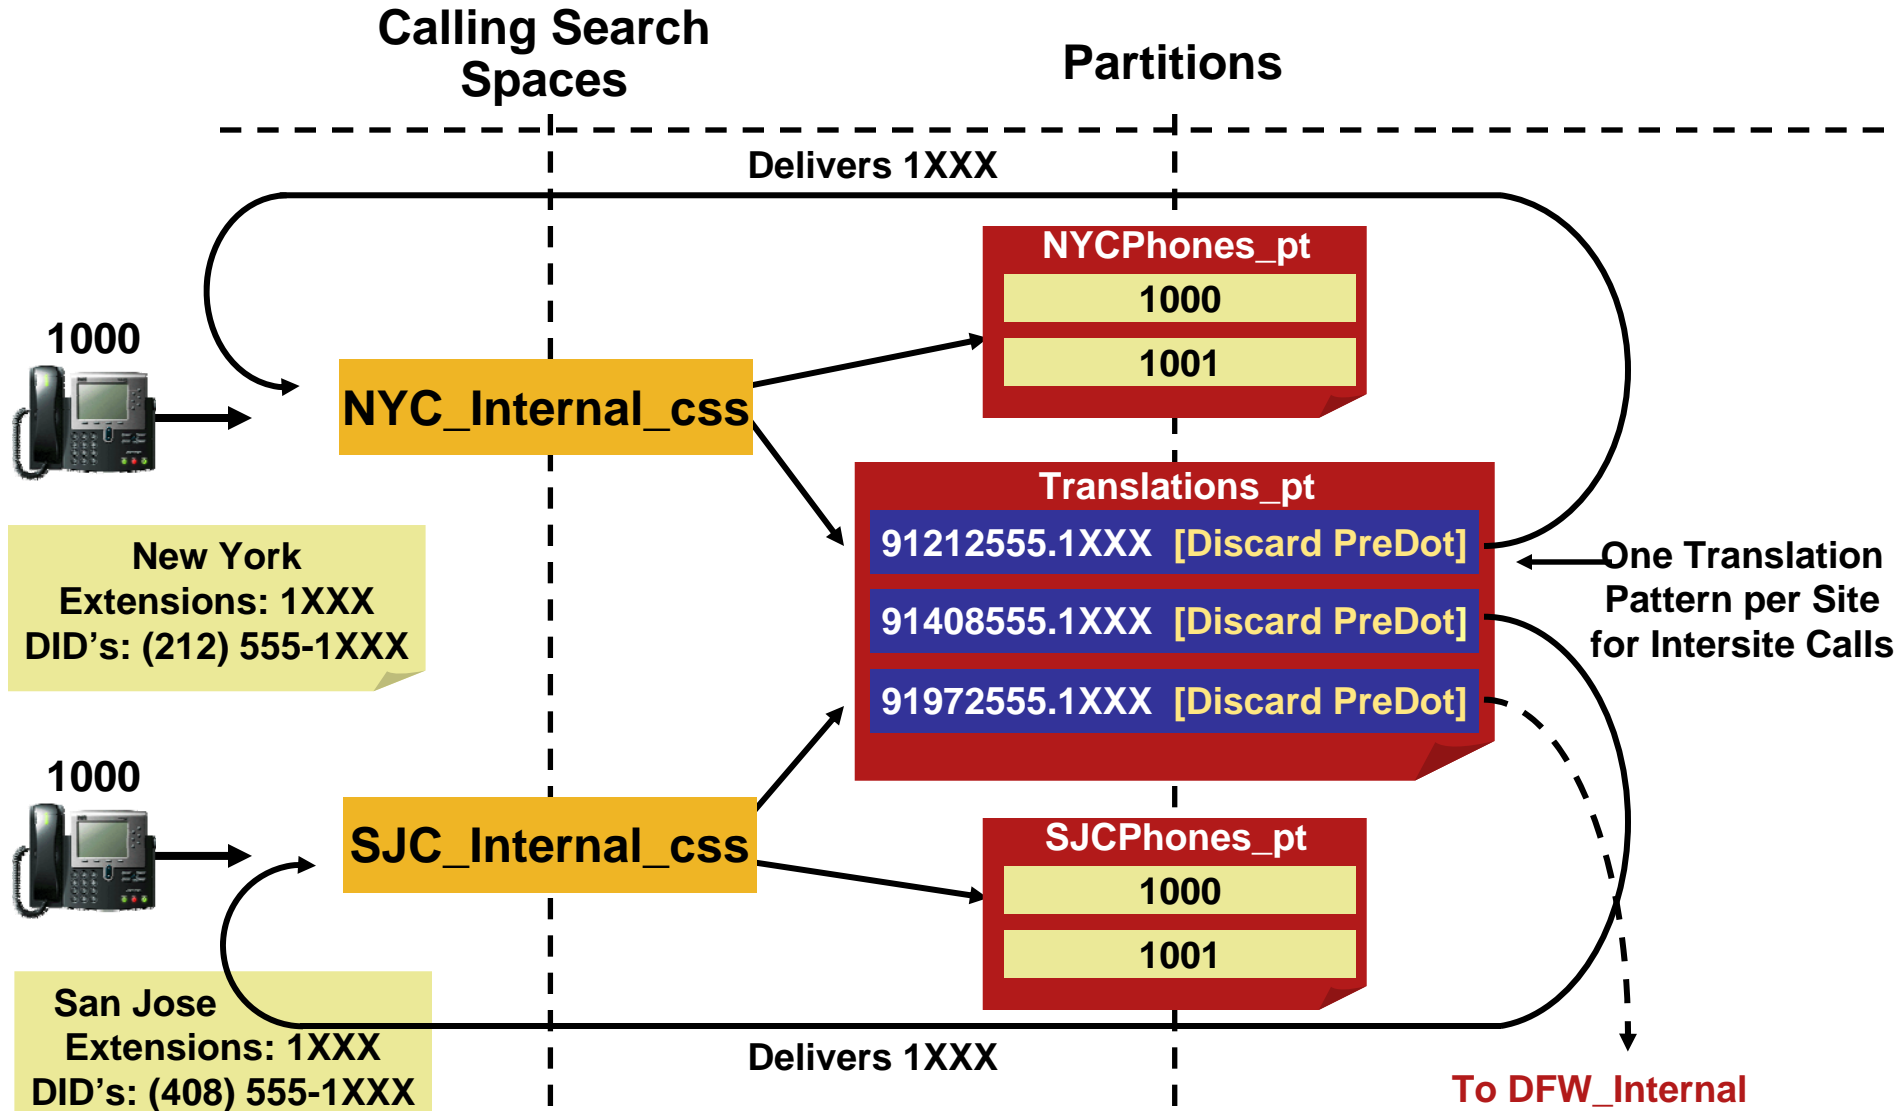 Calling Search
Spaces
Partitions
Delivers 1XXX
NYCPhones_pt
1000
1001
1000
NYC_Internal_css
Translations_pt
91212555.1XXX [Discard PreDot]
91408555.1XXX [Discard PreDot]
91972555.1XXX [Discard PreDot]
One Translation
Pattern per Site
for Intersite Calls
New York
Extensions: 1XXX
DID's: (212) 555-1XXX
1000
SJC_Internal_css
SJCPhones_pt
1000
1001
San Jose
Extensions: 1XXX
DID's: (408) 555-1XXX
Delivers 1XXX
To DFW_Internal